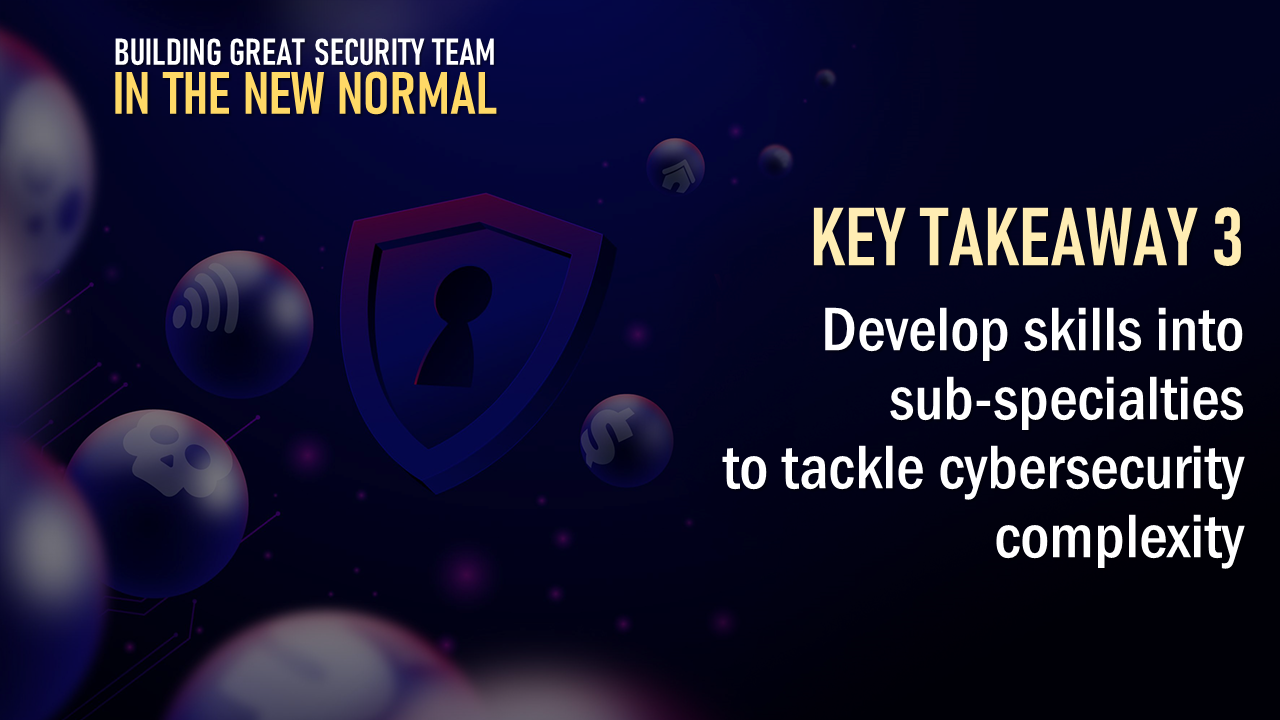 BUILDING GREAT SECURITY TEAM
IN THE NEW NORMAL
KEY TAKEAWAY 3
Develop skills into
sub-specialties
to tackle cybersecurity
complexity